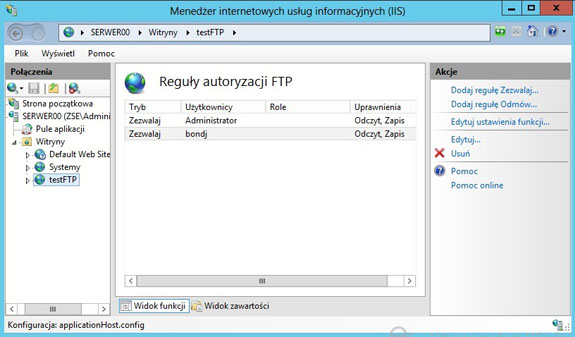 Menedżer internetowych usług informacyjnych (IIS)
SERWER00 Witryny testFTP
Plik Wyświetl Pomoc
Połączenia
Strona początkowa
SERWER00 (ZSE\Admini
Pule aplikacji
Witryny
Default Web Site
Systemy
testFTP
Reguły autoryzacji FTP
Tryb Użytkownicy Role Uprawnienia
Zezwalaj Administrator Odczyt, Zapis
Zezwalaj bondj Odczyt, Zapis
Widok funkcji Widok zawartości
Akcje
Dodaj regułę Zezwalaj...
Dodaj regułę Odmów...
Edytuj ustawienia funkcji...
Edytuj...
Usuń
Pomoc
Pomoc online
Konfiguracja: applicationHost.config